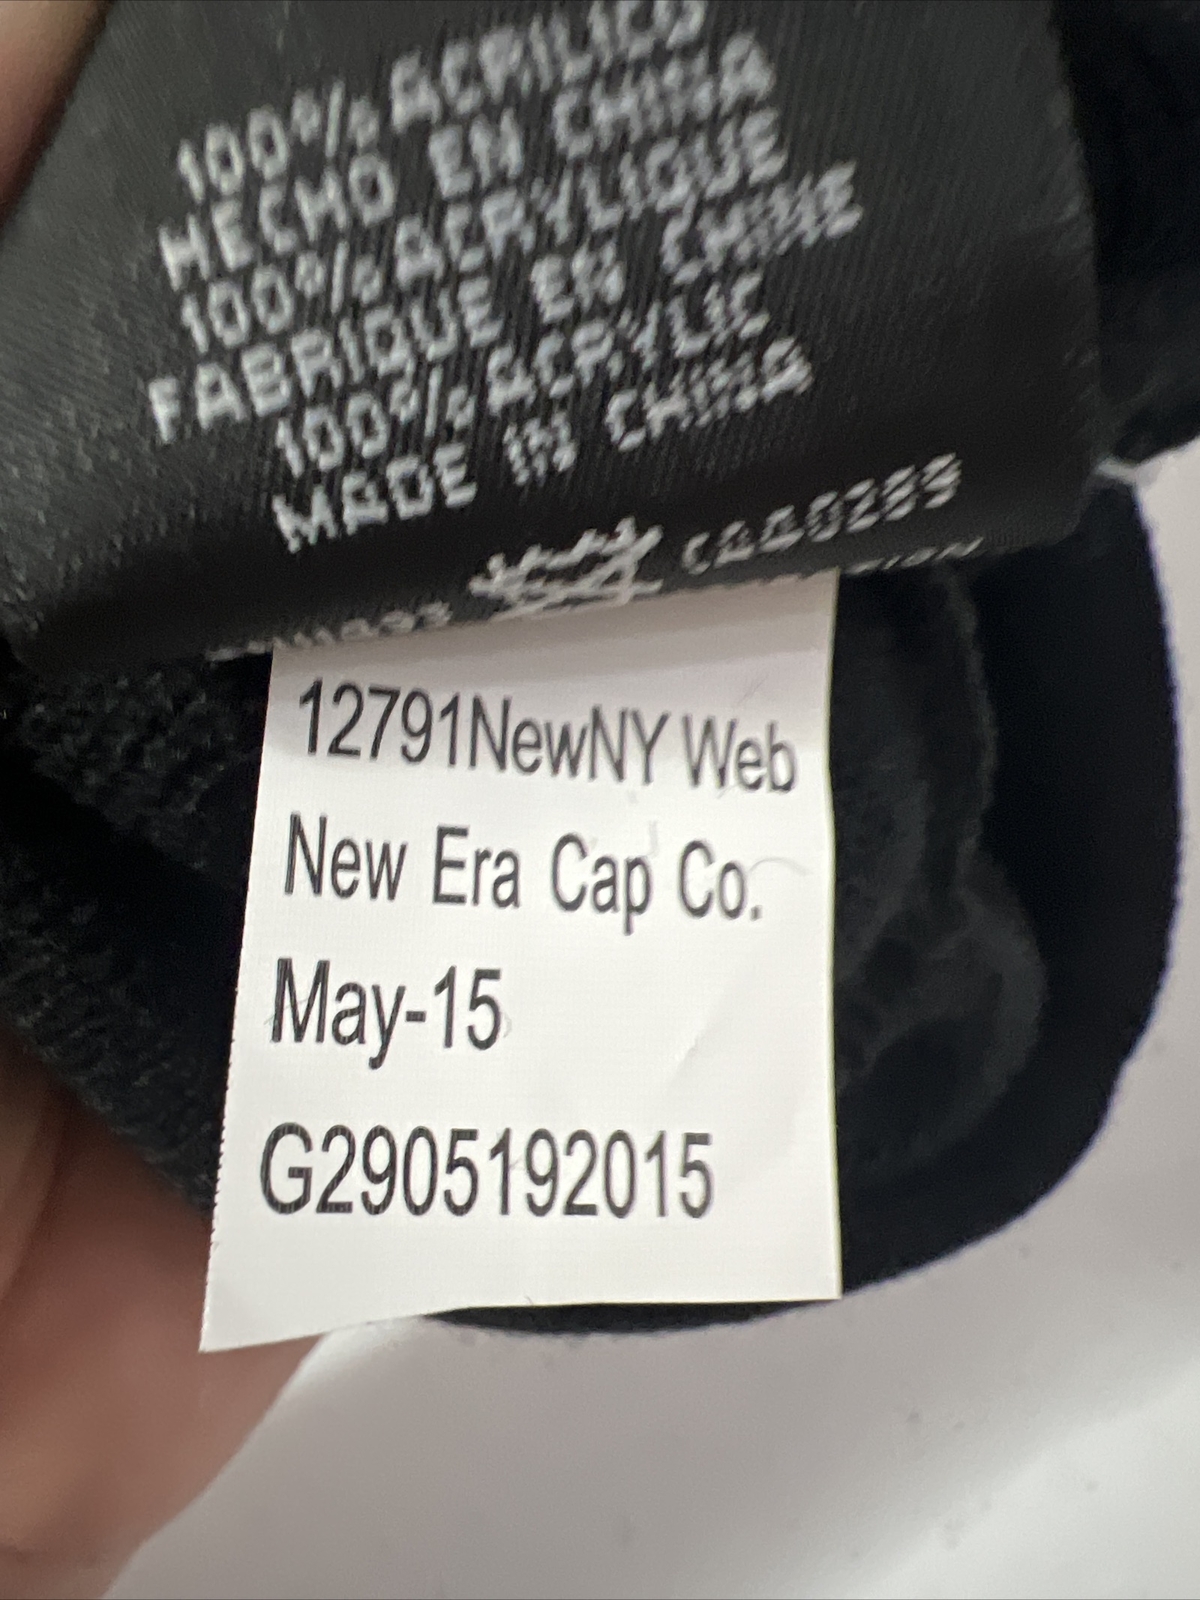 100% ACRILICO
HECHO EN CHINA
100% ACRYLIQUE
FABRIQUE EN CHINE
100% ACRYLIC
MADE IN CHINA
12791NewNY Web
New Era Cap Co.
May-15
G2905192015